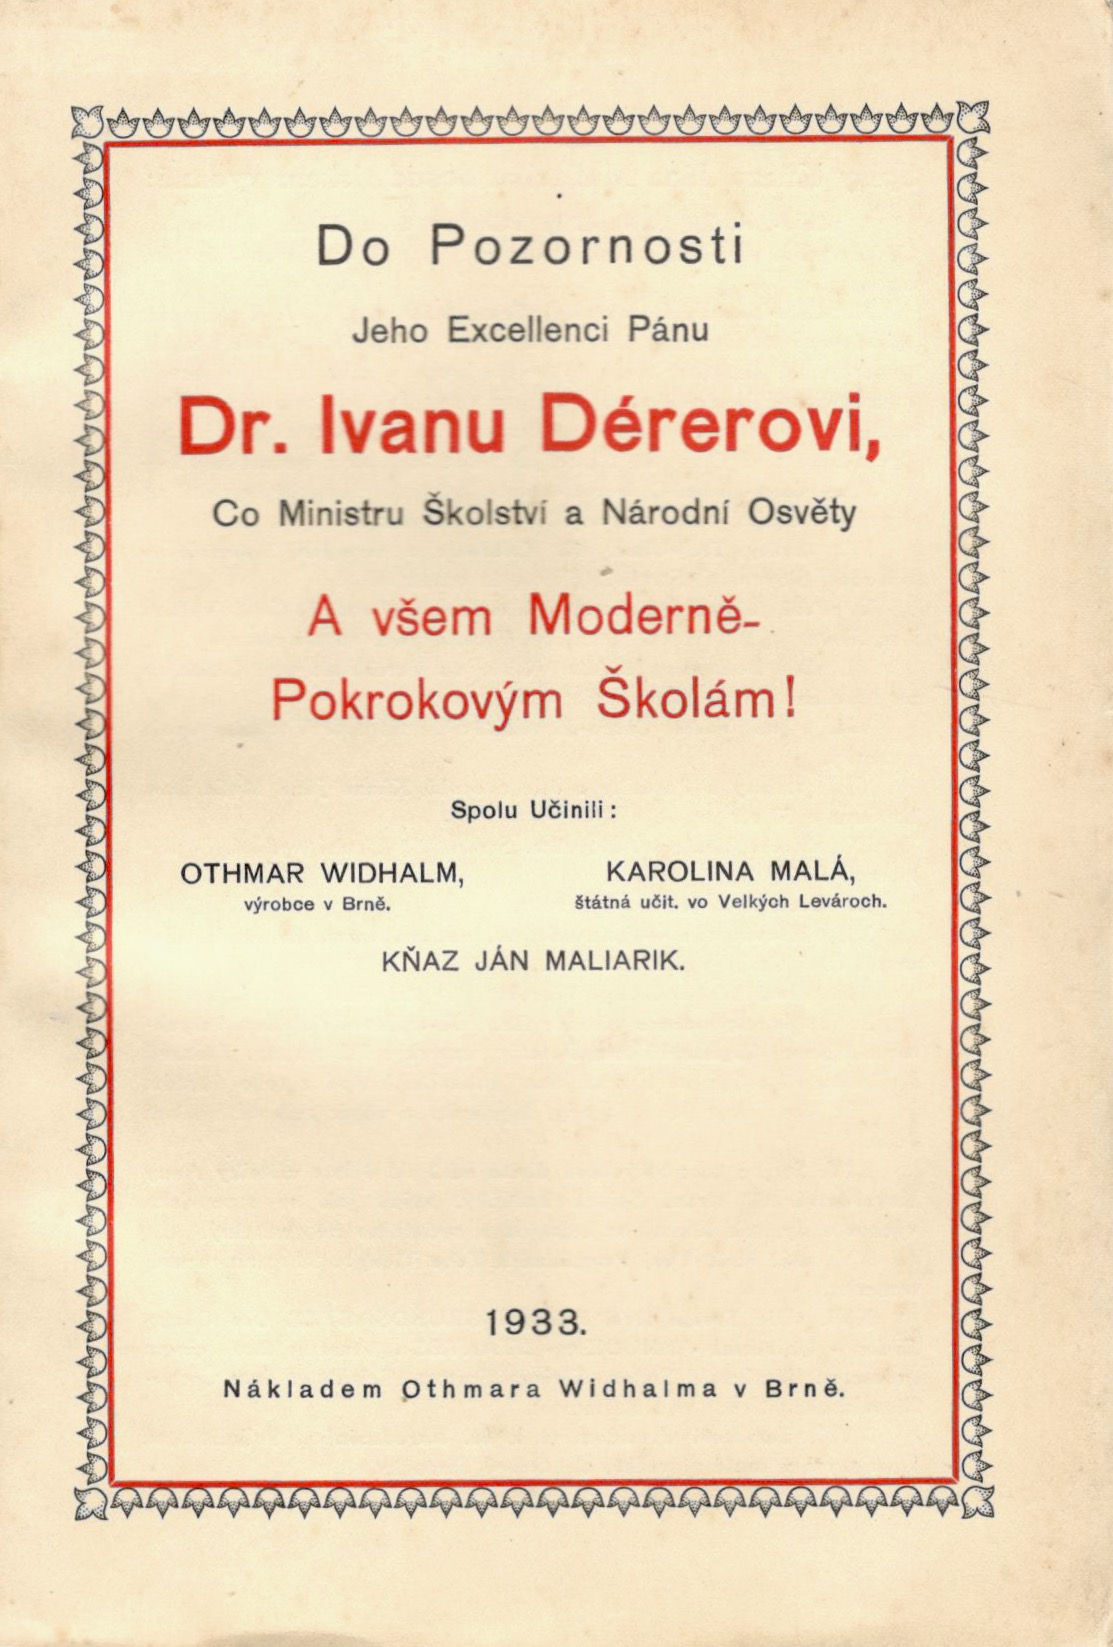 Do Pozornosti
Jeho Excellenci Pánu
Dr. Ivanu Dérerovi,
Co Ministru Školství a Národní Osvěty
A všem Moderně-
Pokrokovým Školám!
Spolu Učinili:
OTHMAR WIDHALM,
výrobce v Brně.
KAROLINA MALÁ,
štátná učit. vo Velkých Levároch.
KŇAZ JÁN MALIARIK.
1933.
Nákladem Othmara Widhalma v Brně.